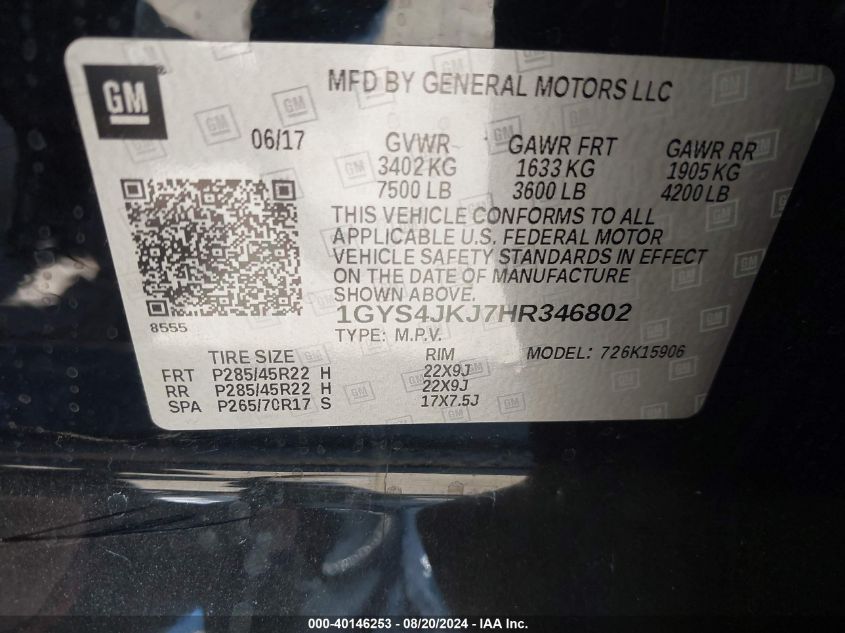 GM
MFD BY GENERAL MOTORS LLC
06/17 GVWR GAWR FRT GAWR RR
3402 KG 1633 KG 1905 KG
7500 LB 3600 LB 4200 LB
THIS VEHICLE CONFORMS TO ALL
APPLICABLE U.S. FEDERAL MOTOR
VEHICLE SAFETY STANDARDS IN EFFECT
ON THE DATE OF MANUFACTURE
SHOWN ABOVE.
1GYS4JKJ7HR346802
8555
TYPE: M.P.V.
TIRE SIZE RIM MODEL: 726K15906
FRT P285/45R22 H 22X9J
RR P285/45R22 H 22X9J
SPA P265/70R17 S 17X7.5J
000-40146253 - 08/20/2024 - IAA Inc.